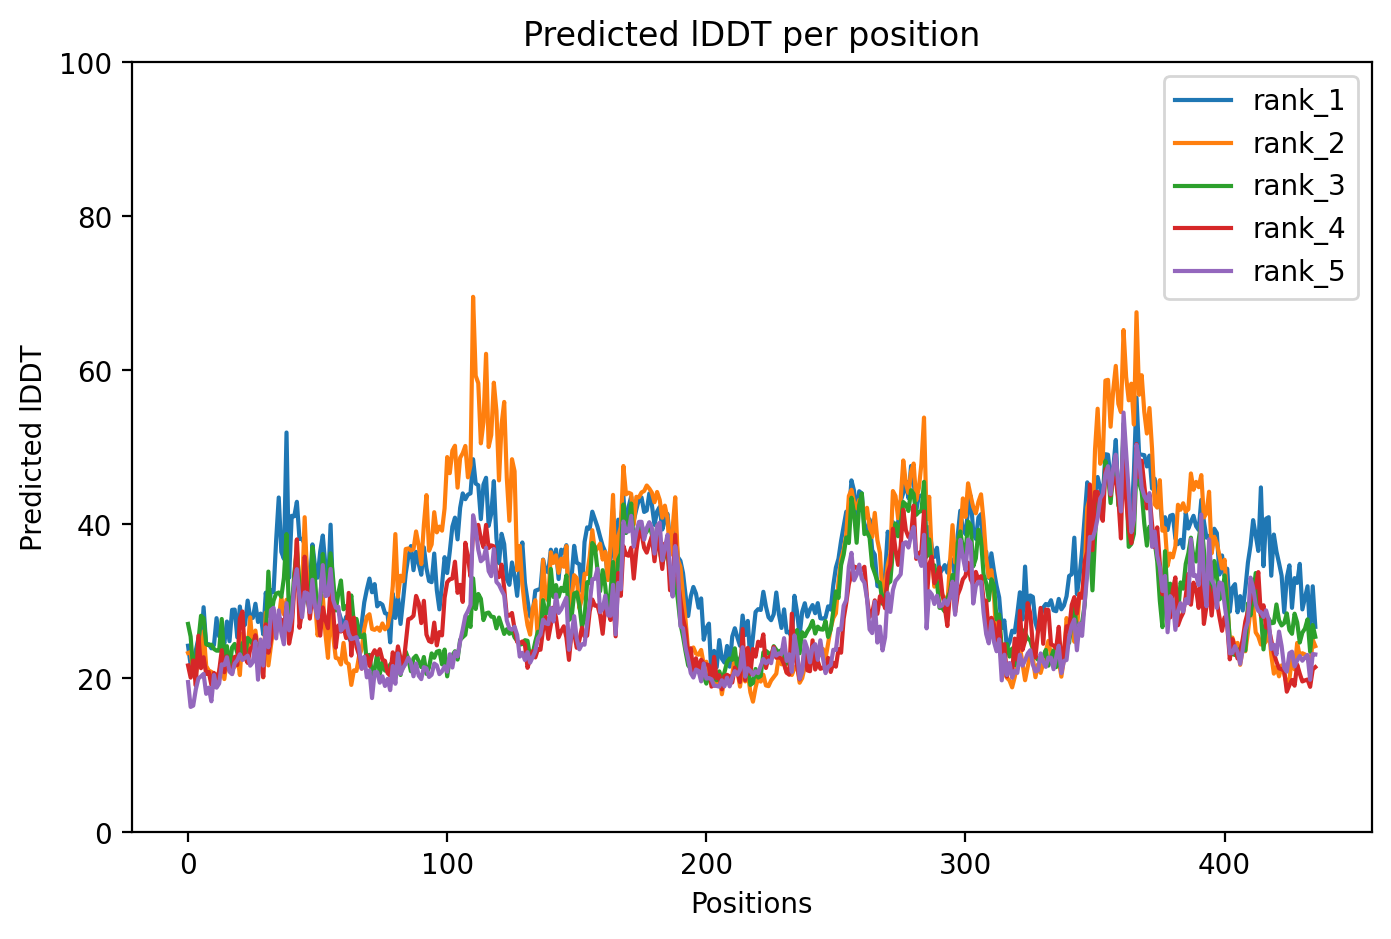 Predicted lDDT per position
100
80
60
40
20
0
Predicted lDDT
rank_1
rank_2
rank_3
rank_4
rank_5
0 100 200 300 400
Positions